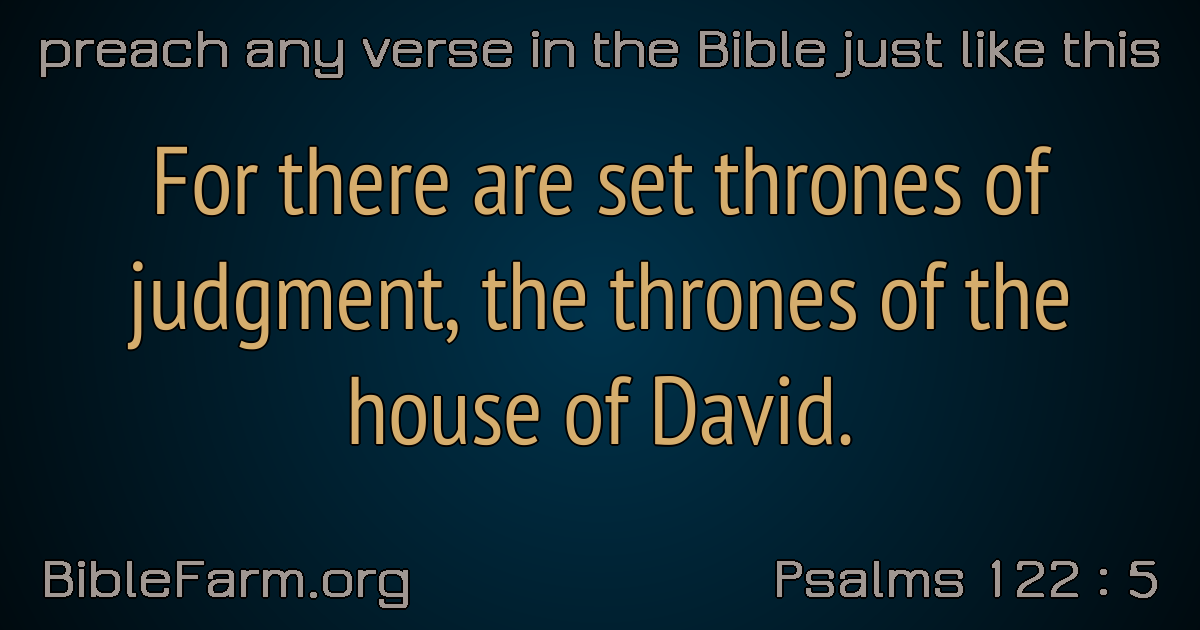 preach any verse in the Bible just like this
For there are set thrones of
judgment, the thrones of the
house of David.
BibleFarm.org
Psalms 122 : 5